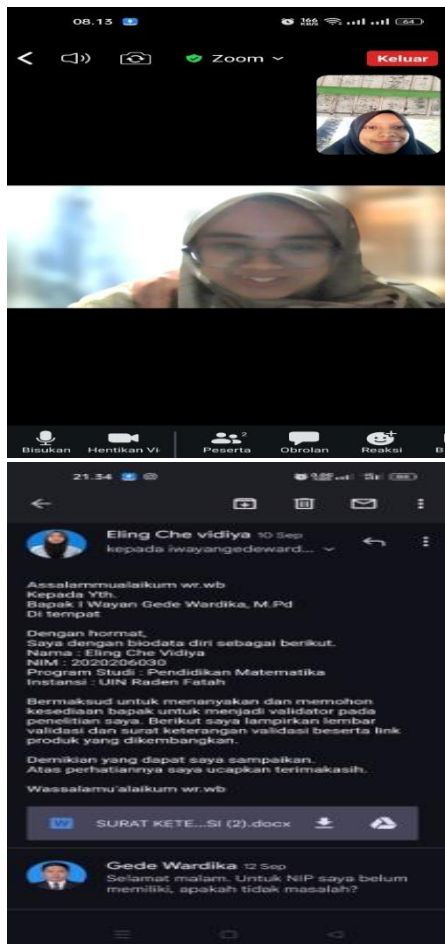 08.13
64
Zoom
Keluar
Bisukan
Hentikan Vi
Peserta
2
Obrolan
Reaksi
21.34
Eling Che vidiya 10 Sep
kepada iwayangedeward...
Assalammualaikum wr.wb
Kepada Yth.
Bapak I Wayan Gede Wardika, M.Pd
Di tempat
Dengan hormat,
Saya dengan biodata diri sebagai berikut.
Nama : Eling Che Vidiya
NIM : 2020206030
Program Studi : Pendidikan Matematika
Instansi : UIN Raden Fatah
Bermaksud untuk menanyakan dan memohon
kesediaan bapak untuk menjadi validator pada
penelitian saya. Berikut saya lampirkan lembar
validasi dan surat keterangan validasi beserta link
produk yang dikembangkan.
Demikian yang dapat saya sampaikan.
Atas perhatiannya saya ucapkan terimakasih.
Wassalamu'alaikum wr.wb
W
SURAT KETE...SI (2).docx
Gede Wardika 12 Sep
Selamat malam. Untuk NIP saya belum
memiliki, apakah tidak masalah?